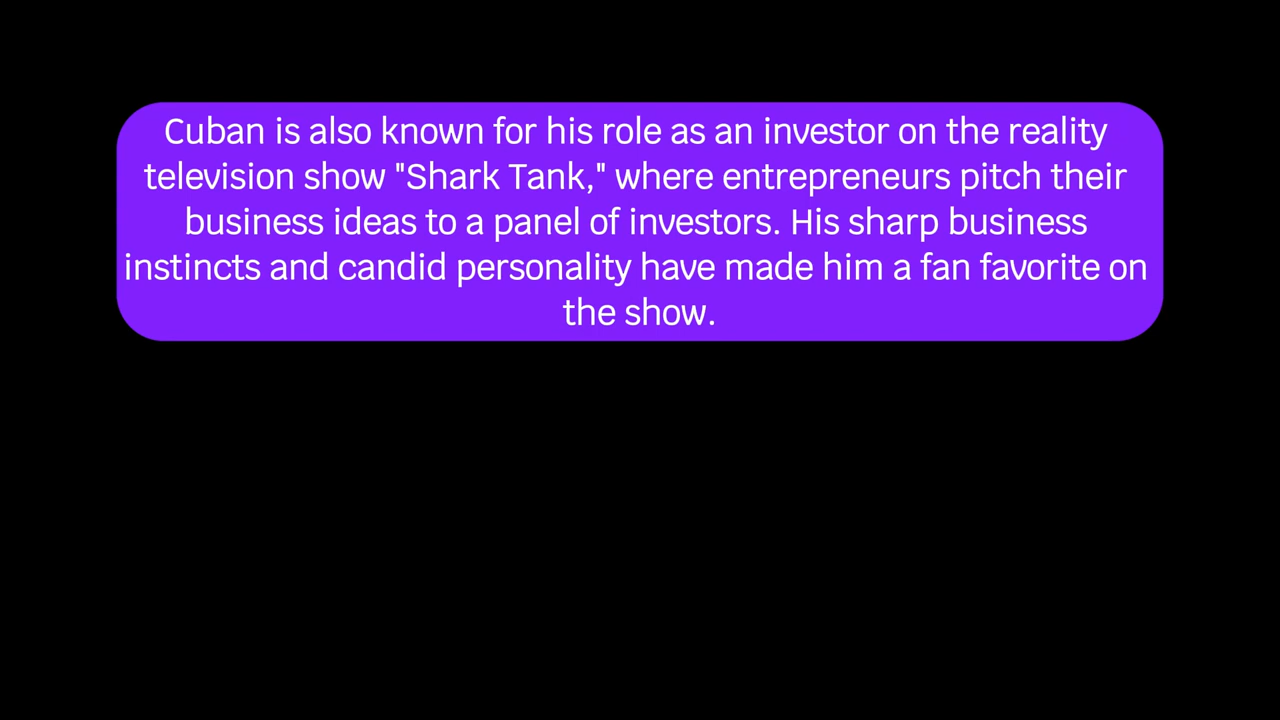 Cuban is also known for his role as an investor on the reality
television show "Shark Tank," where entrepreneurs pitch their
business ideas to a panel of investors. His sharp business
instincts and candid personality have made him a fan favorite on
the show.